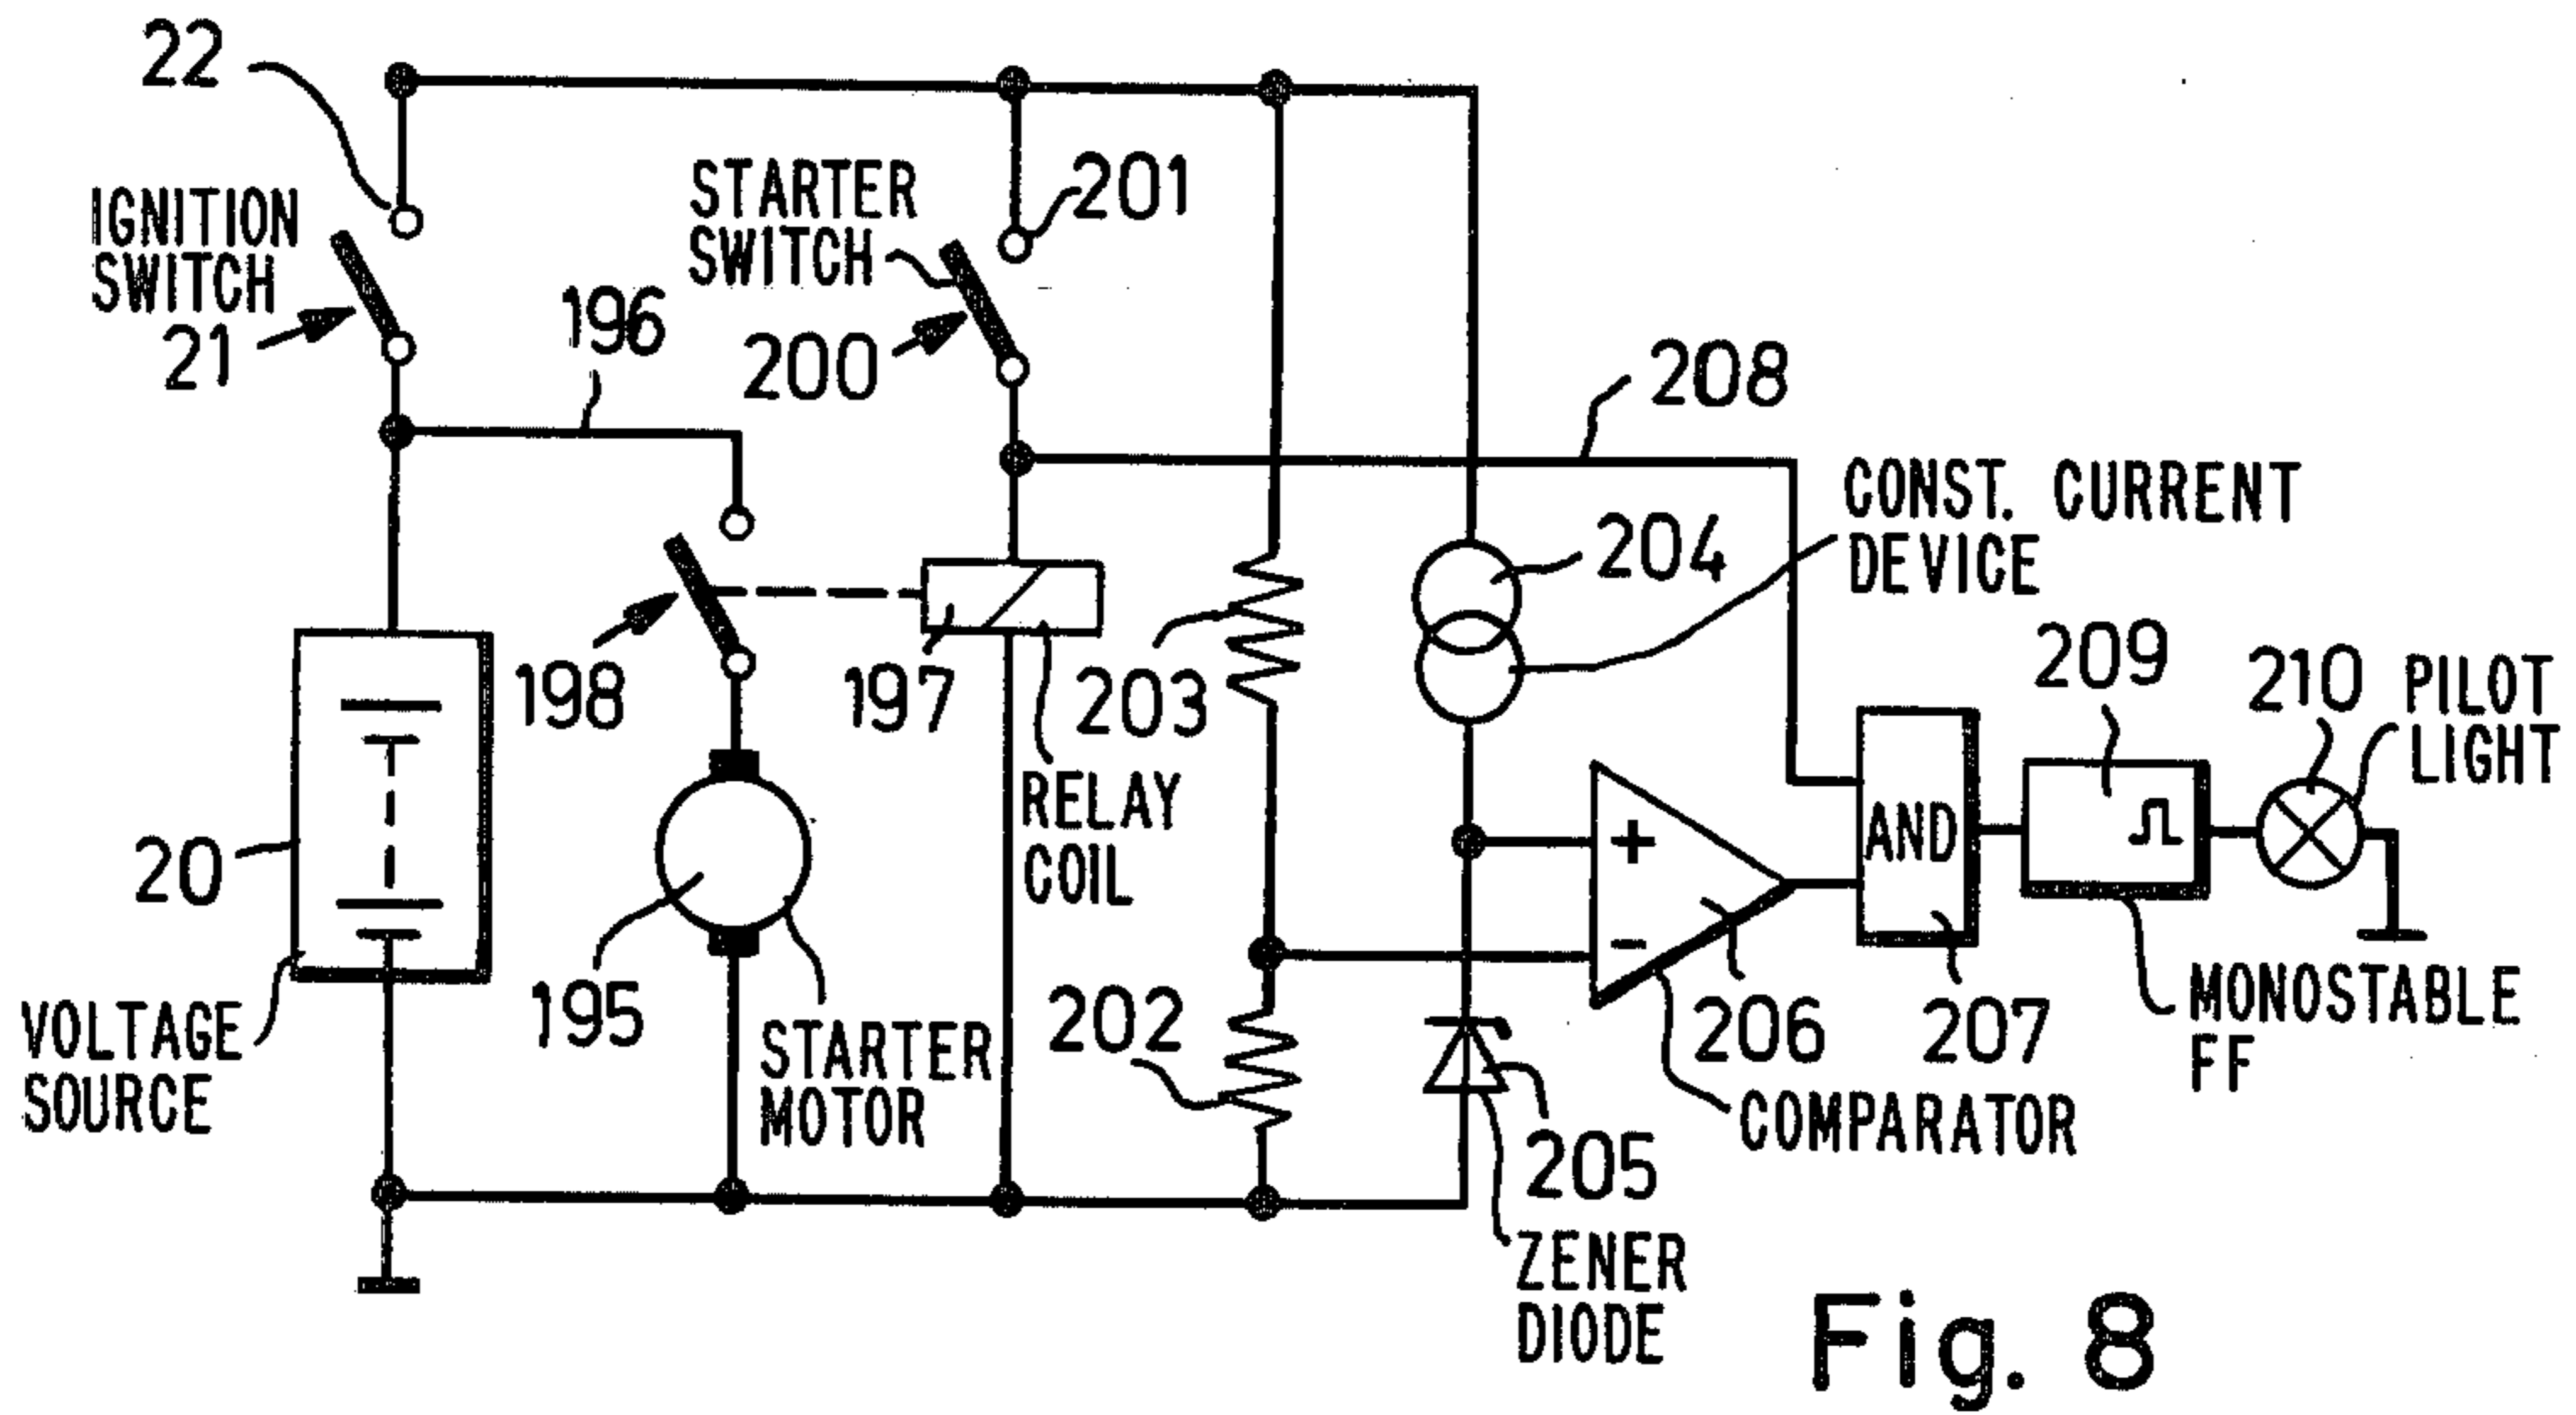 22
IGNITION
SWITCH
21
196
STARTER
SWITCH
201
200
208
CONST. CURRENT
DEVICE
204
198
197
203
RELAY
COIL
209
210
PILOT
LIGHT
20
VOLTAGE
SOURCE
195
STARTER
MOTOR
202
+
-
206
COMPARATOR
AND
207
MONOSTABLE
FF
205
ZENER
DIODE
Fig. 8